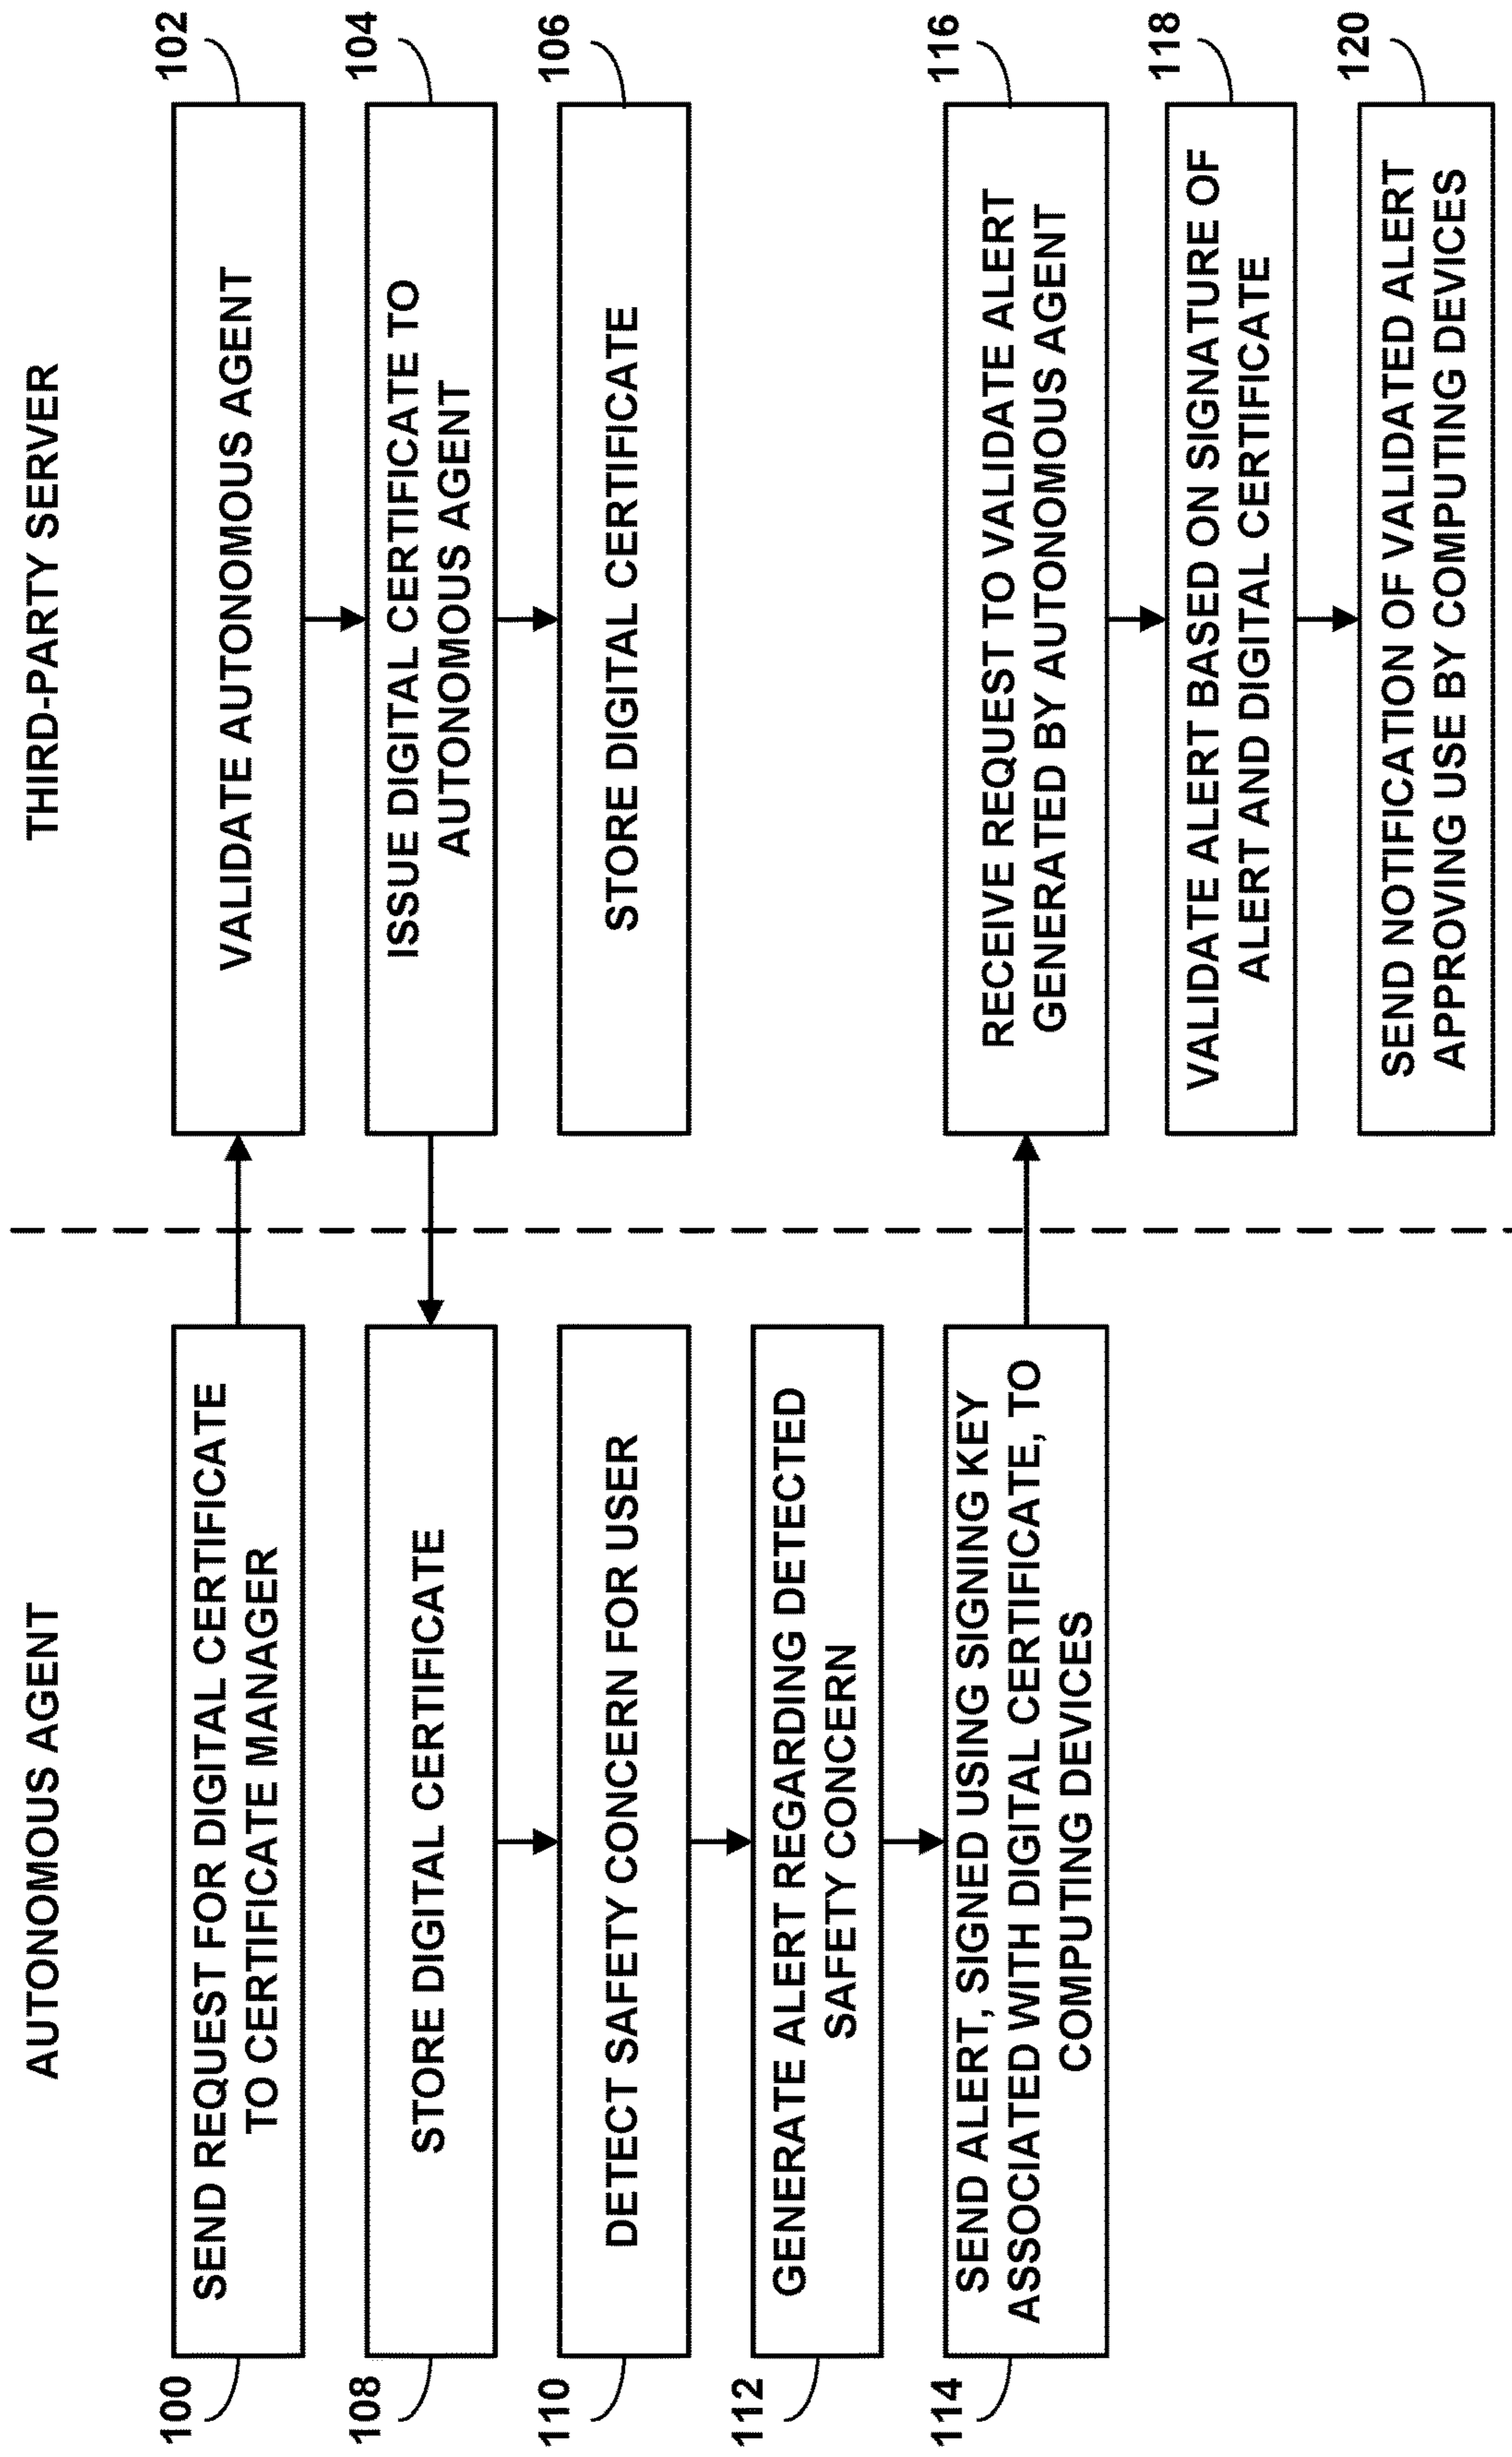 AUTONOMOUS AGENT
THIRD-PARTY SERVER
100
SEND REQUEST FOR DIGITAL CERTIFICATE
TO CERTIFICATE MANAGER
VALIDATE AUTONOMOUS AGENT
102
108
STORE DIGITAL CERTIFICATE
ISSUE DIGITAL CERTIFICATE TO
AUTONOMOUS AGENT
104
110
DETECT SAFETY CONCERN FOR USER
STORE DIGITAL CERTIFICATE
106
112
GENERATE ALERT REGARDING DETECTED
SAFETY CONCERN
114
SEND ALERT, SIGNED USING SIGNING KEY
ASSOCIATED WITH DIGITAL CERTIFICATE, TO
COMPUTING DEVICES
RECEIVE REQUEST TO VALIDATE ALERT
GENERATED BY AUTONOMOUS AGENT
116
VALIDATE ALERT BASED ON SIGNATURE OF
ALERT AND DIGITAL CERTIFICATE
118
SEND NOTIFICATION OF VALIDATED ALERT
APPROVING USE BY COMPUTING DEVICES
120